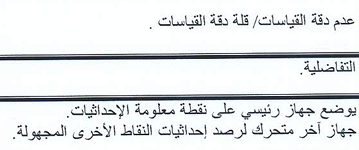 عدم دقة القياسات/ قلة دقة القياسات .
التفاضلية.
يوضع جهاز رئيسي على نقطة معلومة الإحداثيات.
جهاز آخر متحرك لرصد إحداثيات النقاط الأخرى المجهولة.